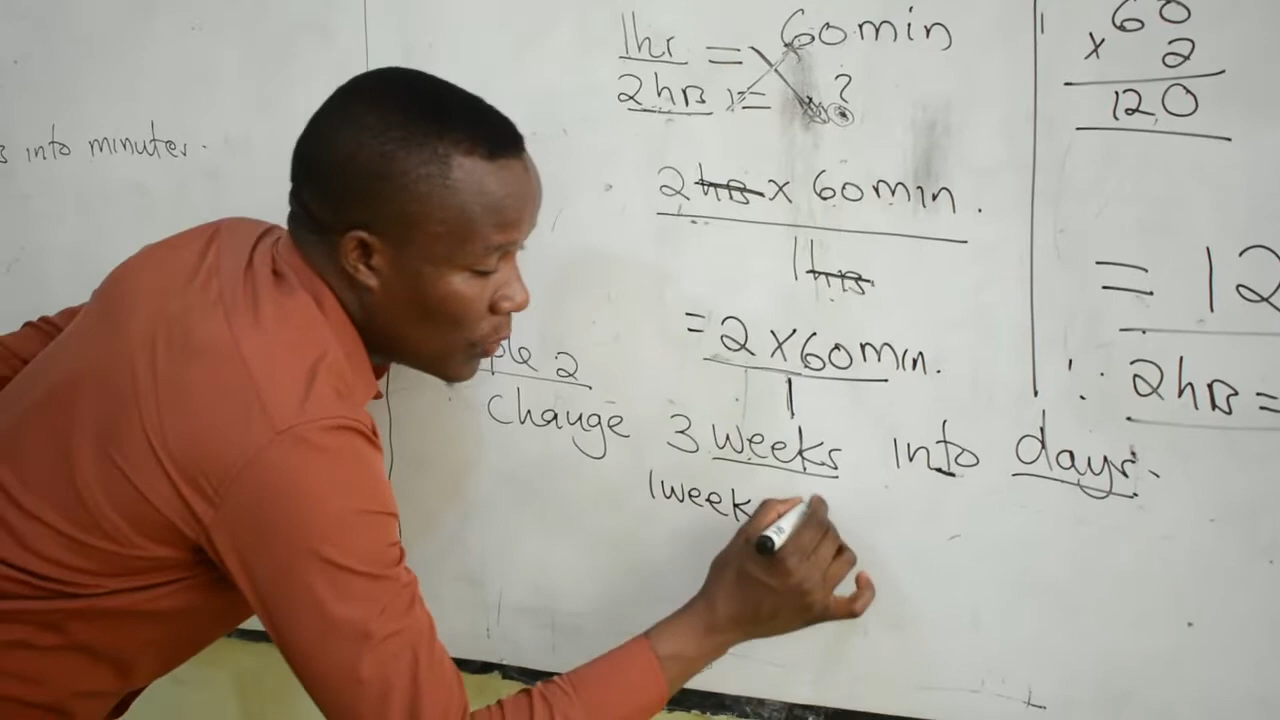 into minutes.
1hr = 60min
2hrs = ?
2hrs x 60min.
1hrs
= 2 x 60min.
1
60
x 2
120
= 12
∴ 2hrs =
ple 2
Change 3 weeks into days.
1week